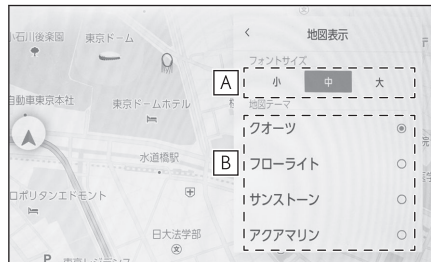 小石川後楽園
東京ドーム
自動車東京本社
東京ドームホテル
水道橋駅
ロポリタンエドモント
日大法学部
文
P
地図表示
フォントサイズ
A
小 中 大
地図テーマ
B
クオーツ
フローライト
サンストーン
アクアマリン